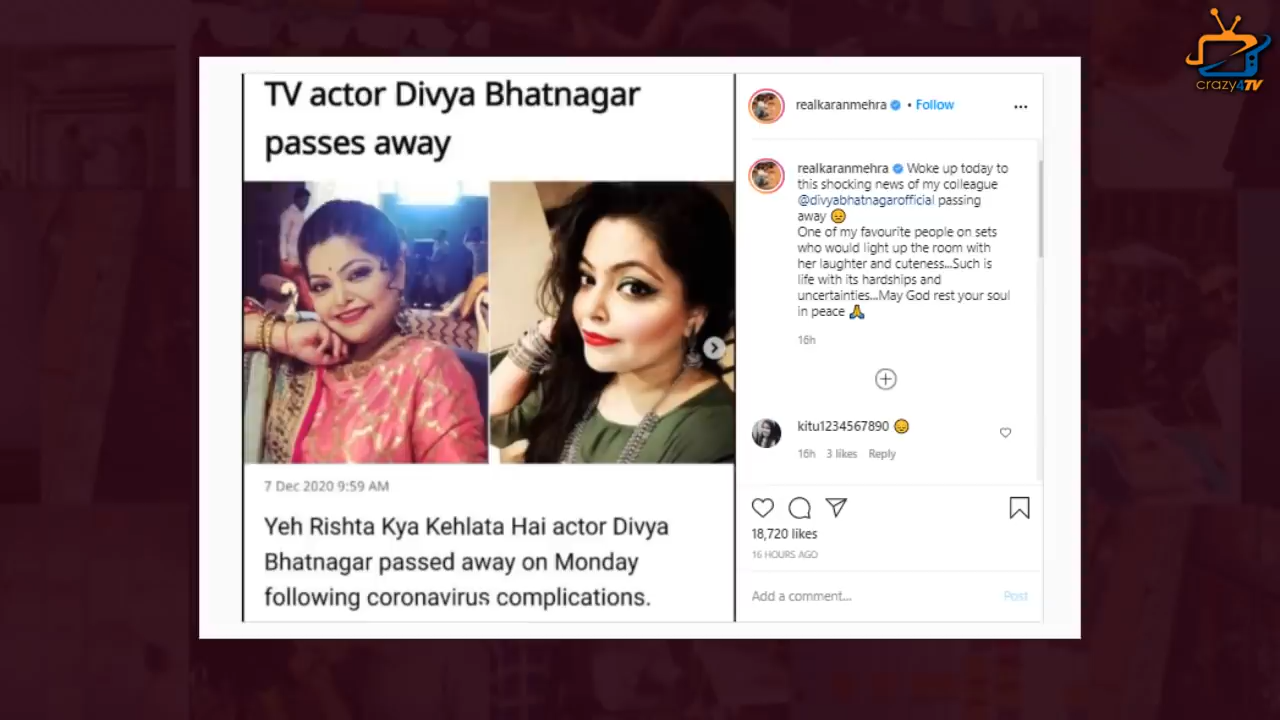 crazy4TV
TV actor Divya Bhatnagar
passes away
7 Dec 2020 9:59 AM
Yeh Rishta Kya Kehlata Hai actor Divya
Bhatnagar passed away on Monday
following coronavirus complications.
realkaranmehra • Follow
realkaranmehra Woke up today to
this shocking news of my colleague
@divyabhatnagarofficial passing
away 😔
One of my favourite people on sets
who would light up the room with
her laughter and cuteness...Such is
life with its hardships and
uncertainties...May God rest your soul
in peace 🙏
16h
kitu1234567890 😞
16h 3 likes Reply
18,720 likes
16 HOURS AGO
Add a comment...
Post